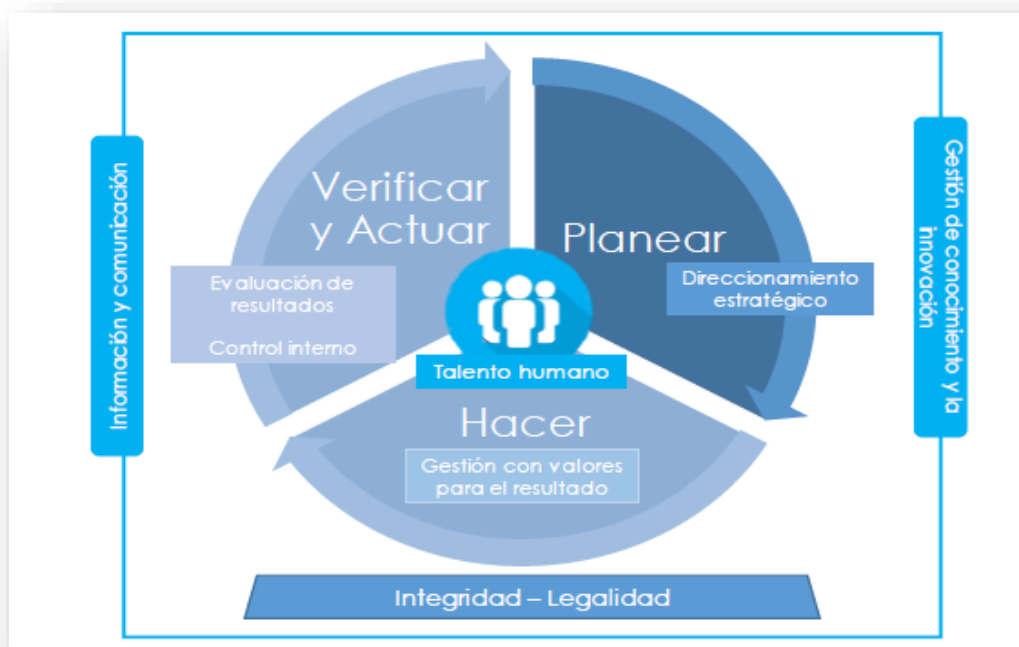 Información y comunicación
Verificar
y Actuar
Evaluación de
resultados
Control interno
Planear
Direccionamiento
estratégico
Talento humano
Hacer
Gestión con valores
para el resultado
Gestión de conocimiento y la
innovación
Integridad – Legalidad